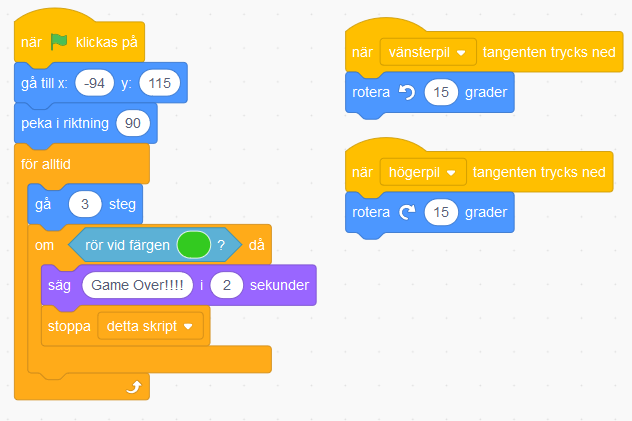 när klickas på
gå till x: -94 y: 115
peka i riktning 90
för alltid
gå 3 steg
om rör vid färgen ? då
säg Game Over!!!! i 2 sekunder
stoppa detta skript
när vänsterpil tangenten trycks ned
rotera 15 grader
när högerpil tangenten trycks ned
rotera 15 grader